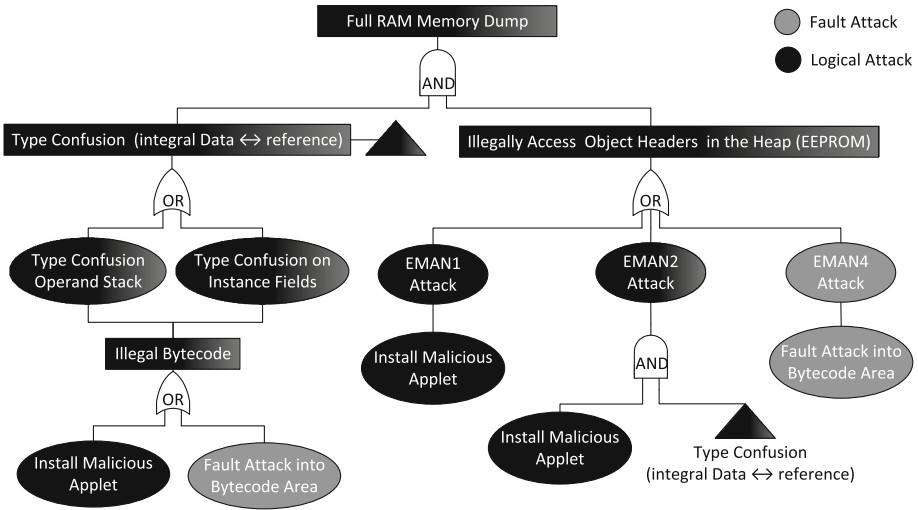 Full RAM Memory Dump
Fault Attack
Logical Attack
AND
Type Confusion (integral Data ↔ reference)
Illegally Access Object Headers in the Heap (EEPROM)
OR
OR
Type Confusion
Operand Stack
Type Confusion on
Instance Fields
EMAN1
Attack
EMAN2
Attack
EMAN4
Attack
Illegal Bytecode
Install Malicious
Applet
AND
Fault Attack into
Bytecode Area
OR
Install Malicious
Applet
Fault Attack into
Bytecode Area
Install Malicious
Applet
Type Confusion
(integral Data ↔ reference)